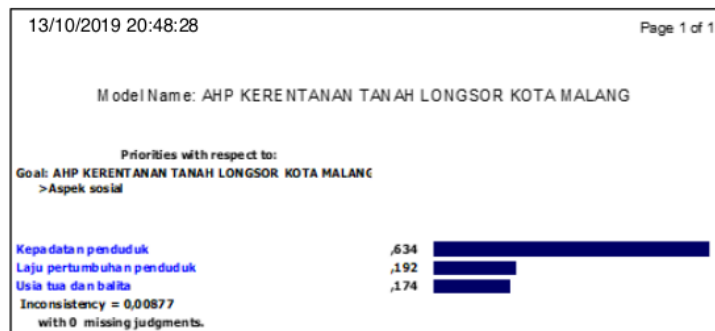 13/10/2019 20:48:28 Page 1 of 1
Model Name: AHP KERENTANAN TANAH LONGSOR KOTA MALANG
Priorities with respect to:
Goal: AHP KERENTANAN TANAH LONGSOR KOTA MALANG
>Aspek sosial
Kepadatan penduduk ,634
Laju pertumbuhan penduduk ,192
Usia tua dan balita ,174
Inconsistency = 0,00877
with 0 missing judgments.